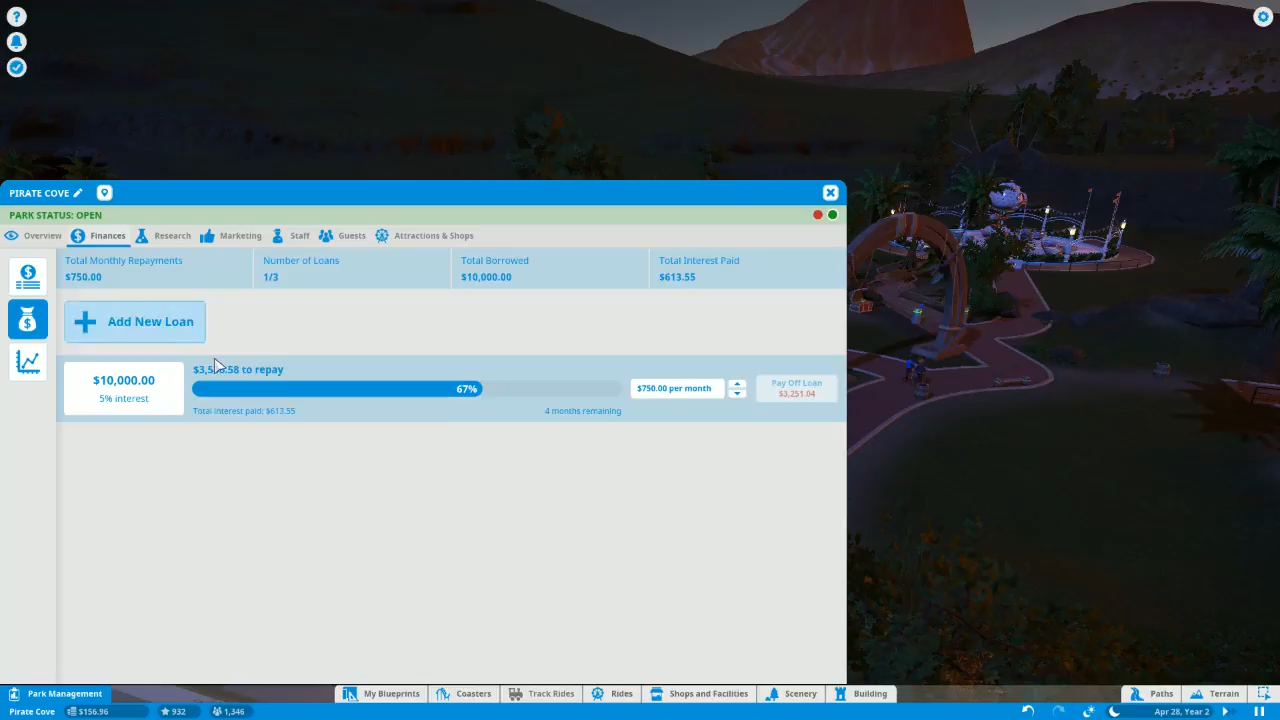 PIRATE COVE
PARK STATUS: OPEN
Overview
Finances
Research
Marketing
Staff
Guests
Attractions & Shops
Total Monthly Repayments
$750.00
Number of Loans
1/3
Total Borrowed
$10,000.00
Total Interest Paid
$613.55
Add New Loan
$10,000.00
5% interest
to repay
67%
Total interest paid: $613.55
4 months remaining
$750.00 per month
Pay Off Loan
$3,251.04
Park Management
My Blueprints
Coasters
Track Rides
Rides
Shops and Facilities
Scenery
Building
Paths
Terrain
Pirate Cove
$156.96
932
1,346
Apr 28, Year 2